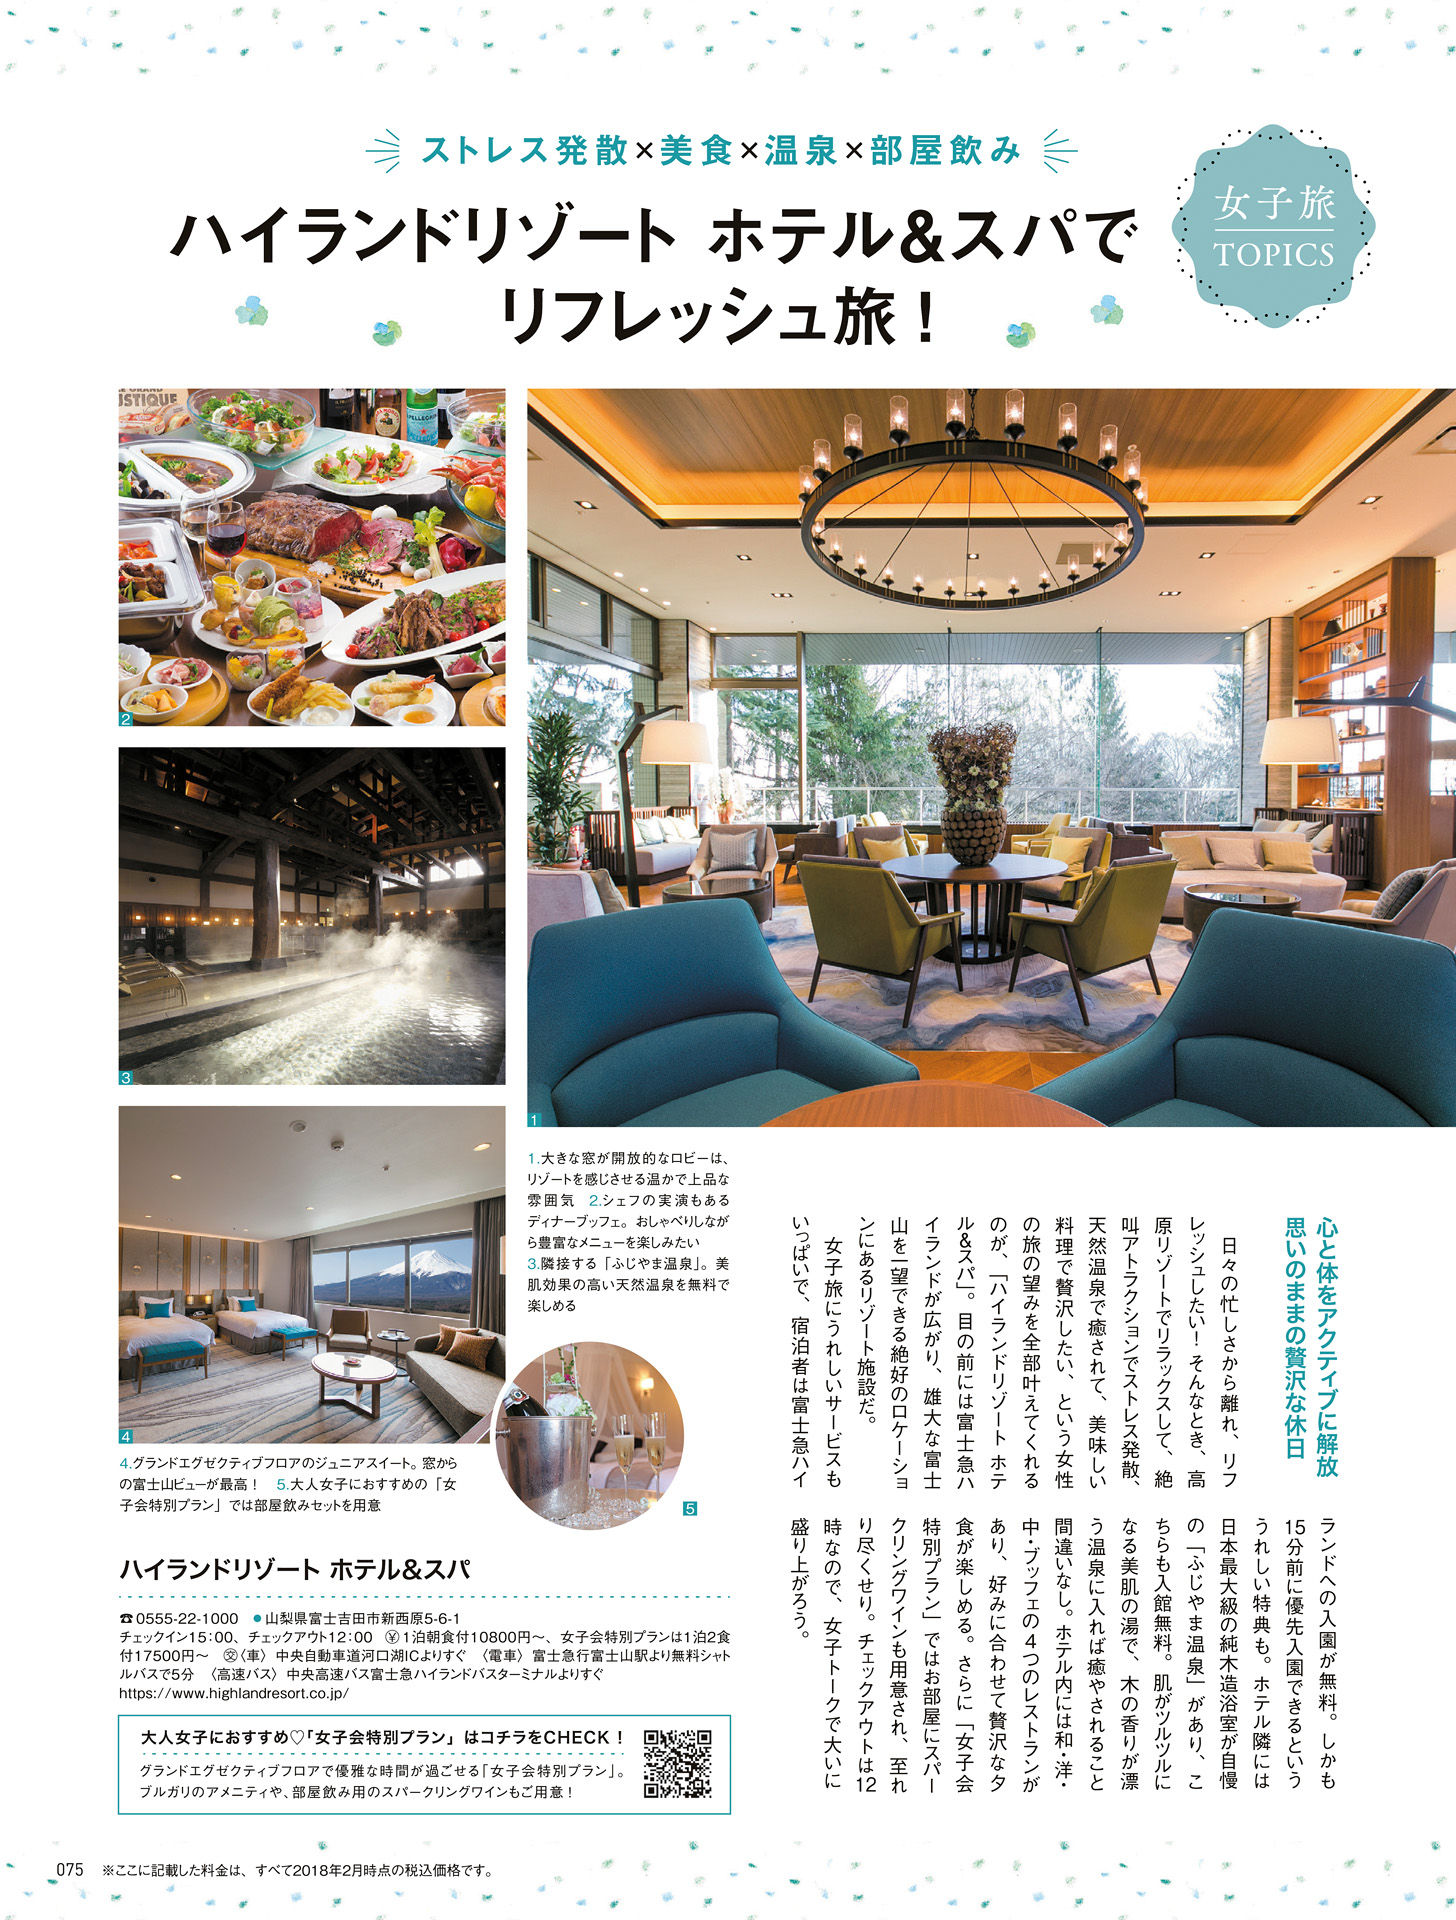 ストレス発散×美食×温泉×部屋飲み
ハイランドリゾート ホテル&スパで
リフレッシュ旅！
女子旅
TOPICS
LE GRAND
RUSTIQUE
S.PELLEGRINO
2
3
4
1
1.大きな窓が開放的なロビーは、
リゾートを感じさせる温かで上品な
雰囲気　2.シェフの実演もある
ディナーブッフェ。おしゃべりしなが
ら豊富なメニューを楽しみたい
3.隣接する「ふじやま温泉」。美
肌効果の高い天然温泉を無料で
楽しめる
4.グランドエグゼクティブフロアのジュニアスイート。窓から
の富士山ビューが最高！　5.大人女子におすすめの「女
子会特別プラン」では部屋飲みセットを用意
5
心と体をアクティブに解放
思いのままの贅沢な休日
日々の忙しさから離れ、リフ
レッシュしたい！そんなとき、高
原リゾートでリラックスして、絶
叫アトラクションでストレス発散、
天然温泉で癒されて、美味しい
料理で贅沢したい、という女性
の旅の望みを全部叶えてくれる
のが、「ハイランドリゾート ホテ
ル&スパ」。目の前には富士急ハ
イランドが広がり、雄大な富士
山を一望できる絶好のロケーショ
ンにあるリゾート施設だ。
女子旅にうれしいサービスも
いっぱいで、宿泊者は富士急ハイ
ランドへの入園が無料。しかも
15分前に優先入園できるという
うれしい特典も。ホテル隣には
日本最大級の純木造浴室が自慢
の「ふじやま温泉」があり、こ
ちらも入館無料。肌がツルツルに
なる美肌の湯で、木の香りが漂
う温泉に入れば癒やされること
間違いなし。ホテル内には和・洋・
中・ブッフェの4つのレストランが
あり、好みに合わせて贅沢な夕
食が楽しめる。さらに「女子会
特別プラン」ではお部屋にスパー
クリングワインも用意され、至れ
り尽くせり。チェックアウトは12
時なので、女子トークで大いに
盛り上がろう。
ハイランドリゾート ホテル&スパ
☎0555-22-1000　●山梨県富士吉田市新西原5-6-1
チェックイン15:00、チェックアウト12:00　㊎1泊朝食付10800円〜、女子会特別プランは1泊2食
付17500円〜　㊋〈車〉中央自動車道河口湖ICよりすぐ　〈電車〉富士急行富士山駅より無料シャト
ルバスで5分　〈高速バス〉中央高速バス富士急ハイランドバスターミナルよりすぐ
https://www.highlandresort.co.jp/
大人女子におすすめ♡「女子会特別プラン」はコチラをCHECK！
グランドエグゼクティブフロアで優雅な時間が過ごせる「女子会特別プラン」。
ブルガリのアメニティや、部屋飲み用のスパークリングワインもご用意！
075　※ここに記載した料金は、すべて2018年2月時点の税込価格です。